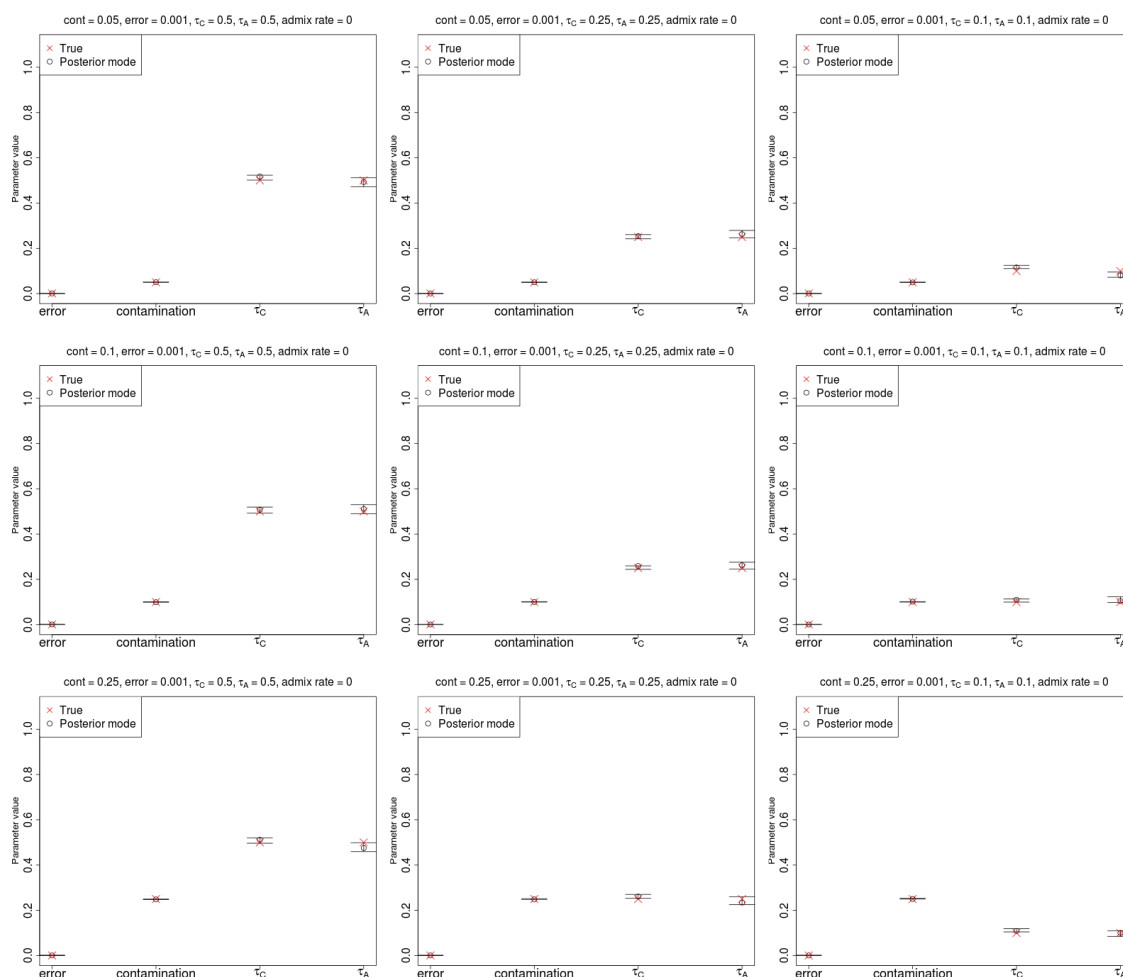 cont = 0.05, error = 0.001, τC = 0.5, τA = 0.5, admix rate = 0
True
Posterior mode
Parameter value
0.0 0.2 0.4 0.6 0.8 1.0
error contamination τC τA
cont = 0.05, error = 0.001, τC = 0.25, τA = 0.25, admix rate = 0
True
Posterior mode
Parameter value
0.0 0.2 0.4 0.6 0.8 1.0
error contamination τC τA
cont = 0.05, error = 0.001, τC = 0.1, τA = 0.1, admix rate = 0
True
Posterior mode
Parameter value
0.0 0.2 0.4 0.6 0.8 1.0
error contamination τC τA
cont = 0.1, error = 0.001, τC = 0.5, τA = 0.5, admix rate = 0
True
Posterior mode
Parameter value
0.0 0.2 0.4 0.6 0.8 1.0
error contamination τC τA
cont = 0.1, error = 0.001, τC = 0.25, τA = 0.25, admix rate = 0
True
Posterior mode
Parameter value
0.0 0.2 0.4 0.6 0.8 1.0
error contamination τC τA
cont = 0.1, error = 0.001, τC = 0.1, τA = 0.1, admix rate = 0
True
Posterior mode
Parameter value
0.0 0.2 0.4 0.6 0.8 1.0
error contamination τC τA
cont = 0.25, error = 0.001, τC = 0.5, τA = 0.5, admix rate = 0
True
Posterior mode
Parameter value
0.0 0.2 0.4 0.6 0.8 1.0
error contamination τC τA
cont = 0.25, error = 0.001, τC = 0.25, τA = 0.25, admix rate = 0
True
Posterior mode
Parameter value
0.0 0.2 0.4 0.6 0.8 1.0
error contamination τC τA
cont = 0.25, error = 0.001, τC = 0.1, τA = 0.1, admix rate = 0
True
Posterior mode
Parameter value
0.0 0.2 0.4 0.6 0.8 1.0
error contamination τC τA